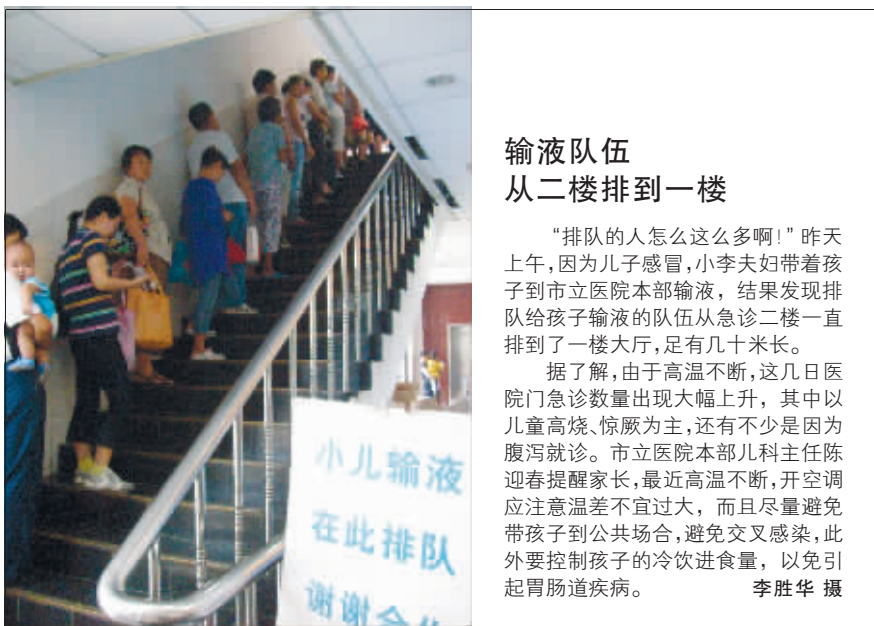 输液队伍
从二楼排到一楼
“排队的人怎么这么多啊！”昨天
上午,因为儿子感冒,小李夫妇带着孩
子到市立医院本部输液，结果发现排
队给孩子输液的队伍从急诊二楼一直
排到了一楼大厅,足有几十米长。
据了解,由于高温不断,这几日医
院门急诊数量出现大幅上升，其中以
儿童高烧、惊厥为主,还有不少是因为
腹泻就诊。市立医院本部儿科主任陈
迎春提醒家长,最近高温不断,开空调
应注意温差不宜过大，而且尽量避免
带孩子到公共场合,避免交叉感染,此
外要控制孩子的冷饮进食量，以免引
起胃肠道疾病。 李胜华 摄
小儿输液
在此排队
谢谢合作